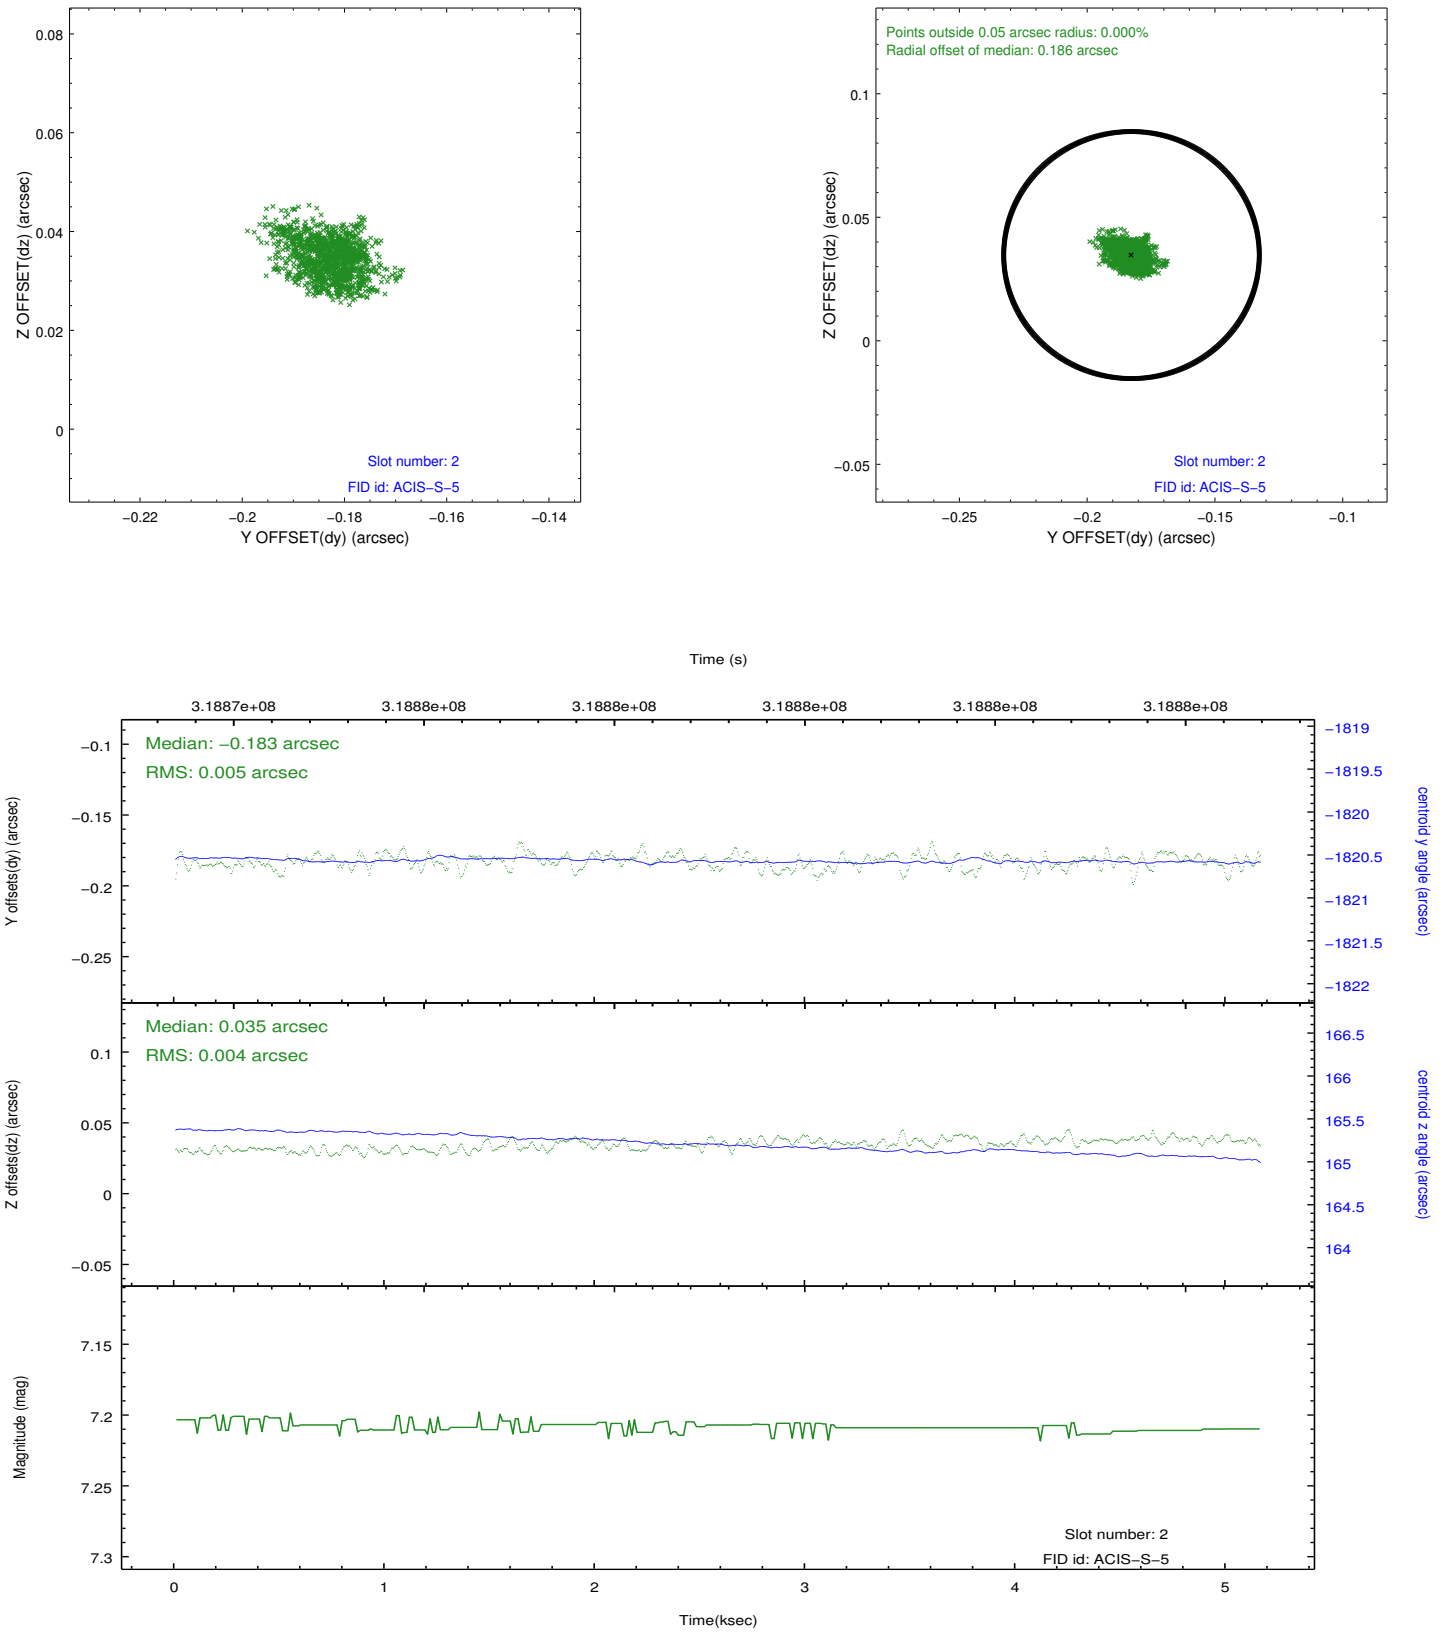 0.08
0.06
0.04
0.02
0
Z OFFSET(dz) (arcsec)
Slot number: 2
FID id: ACIS−S−5
−0.22
−0.2
−0.18
−0.16
−0.14
Y OFFSET(dy) (arcsec)
Points outside 0.05 arcsec radius: 0.000%
Radial offset of median: 0.186 arcsec
0.1
0.05
0
−0.05
Z OFFSET(dz) (arcsec)
Slot number: 2
FID id: ACIS−S−5
−0.25
−0.2
−0.15
−0.1
Y OFFSET(dy) (arcsec)
Time (s)
3.1887e+08
3.1888e+08
3.1888e+08
3.1888e+08
3.1888e+08
3.1888e+08
Median: −0.183 arcsec
RMS: 0.005 arcsec
−0.1
−0.15
−0.2
−0.25
Y offsets(dy) (arcsec)
−1819
−1819.5
−1820
−1820.5
−1821
−1821.5
−1822
centroid y angle (arcsec)
Median: 0.035 arcsec
RMS: 0.004 arcsec
0.1
0.05
0
−0.05
Z offsets(dz) (arcsec)
166.5
166
165.5
165
164.5
164
centroid z angle (arcsec)
7.15
7.2
7.25
7.3
Magnitude (mag)
Slot number: 2
FID id: ACIS−S−5
0
1
2
3
4
5
Time(ksec)